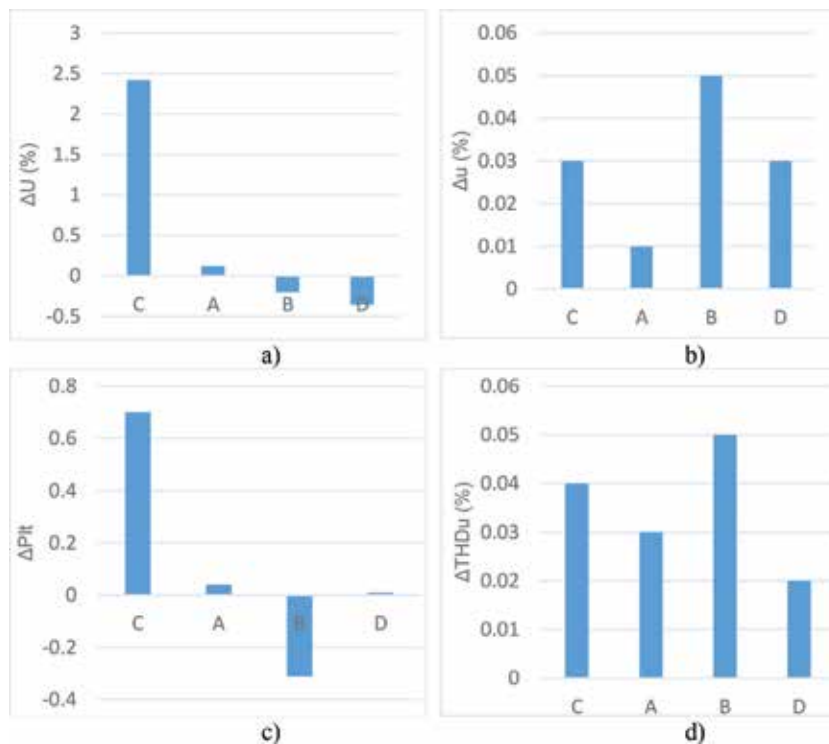 3
2.5
2
1.5
1
0.5
0
-0.5
ΔU (%)
C A B D
a)
0.06
0.05
0.04
0.03
0.02
0.01
0
Δu (%)
C A B D
b)
0.8
0.6
0.4
0.2
0
-0.2
-0.4
ΔPlt
C A B D
c)
0.06
0.05
0.04
0.03
0.02
0.01
0
ΔTHDu (%)
C A B D
d)